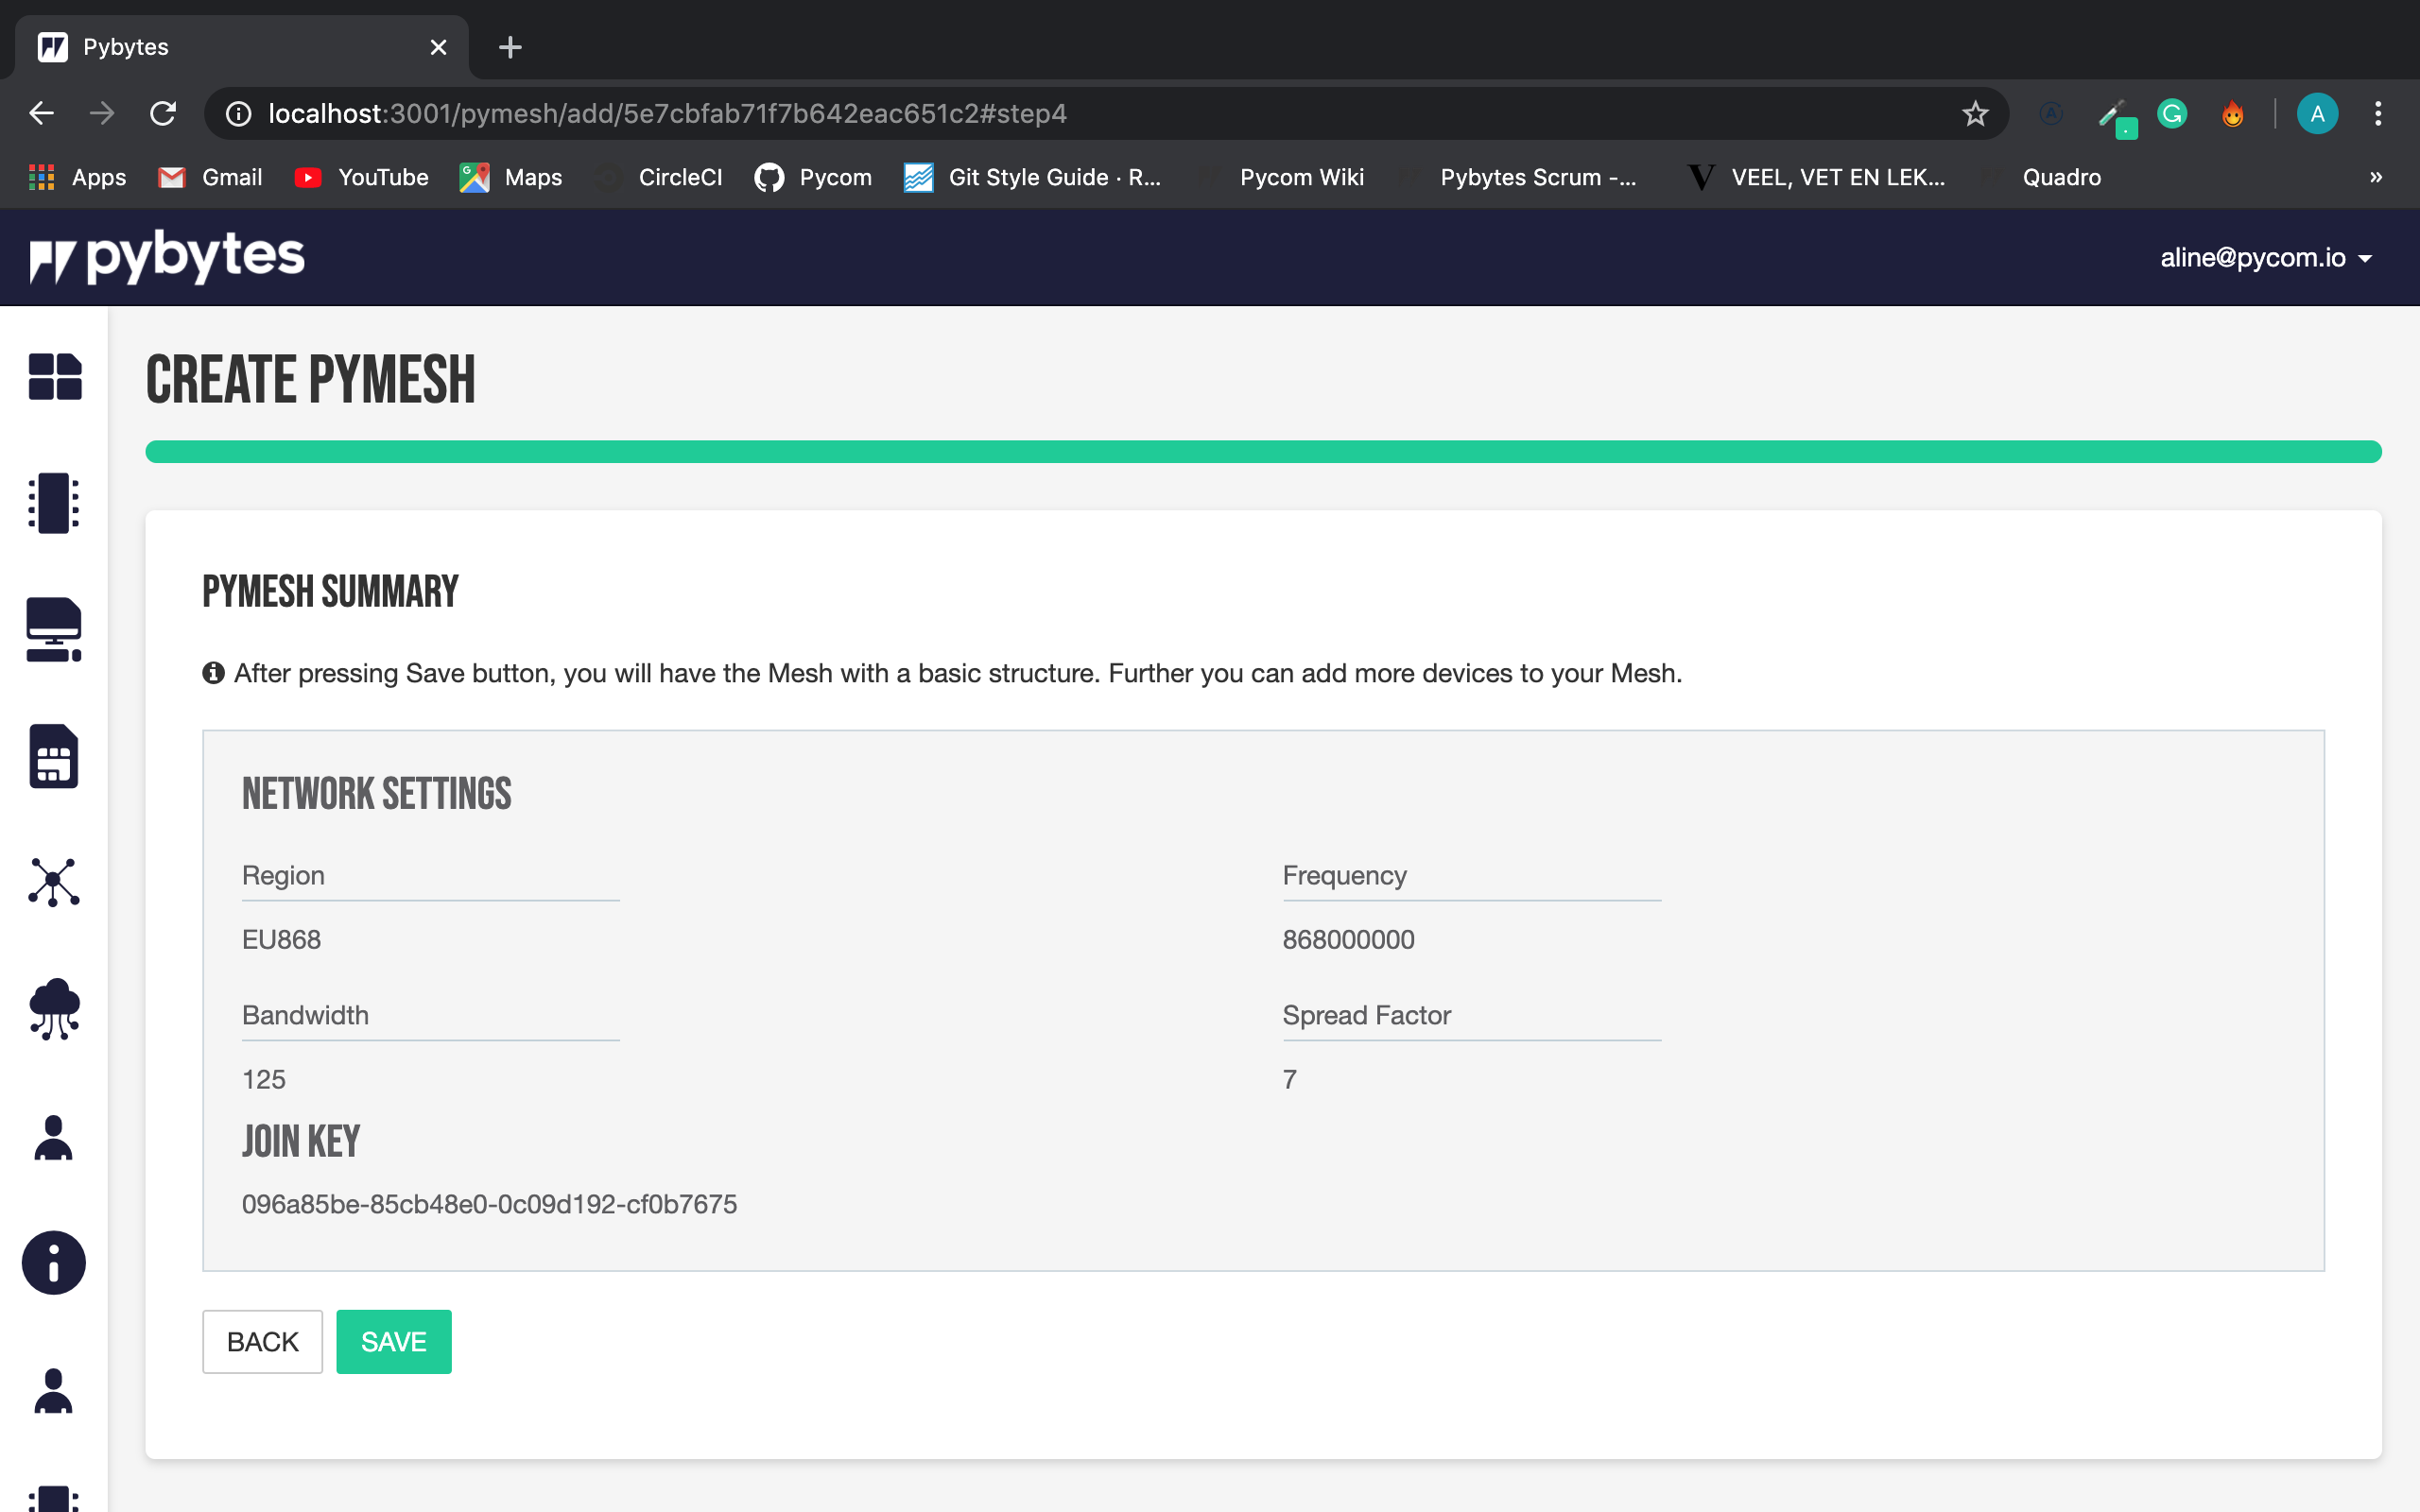 Pybytes
localhost:3001/pymesh/add/5e7cbfab71f7b642eac651c2#step4
A
Apps Gmail YouTube Maps CircleCI Pycom Git Style Guide · R... Pycom Wiki Pybytes Scrum -... VEEL, VET EN LEK... Quadro »
pybytes aline@pycom.io
CREATE PYMESH
PYMESH SUMMARY
After pressing Save button, you will have the Mesh with a basic structure. Further you can add more devices to your Mesh.
NETWORK SETTINGS
Region Frequency
EU868 868000000
Bandwidth Spread Factor
125 7
JOIN KEY
096a85be-85cb48e0-0c09d192-cf0b7675
BACK SAVE